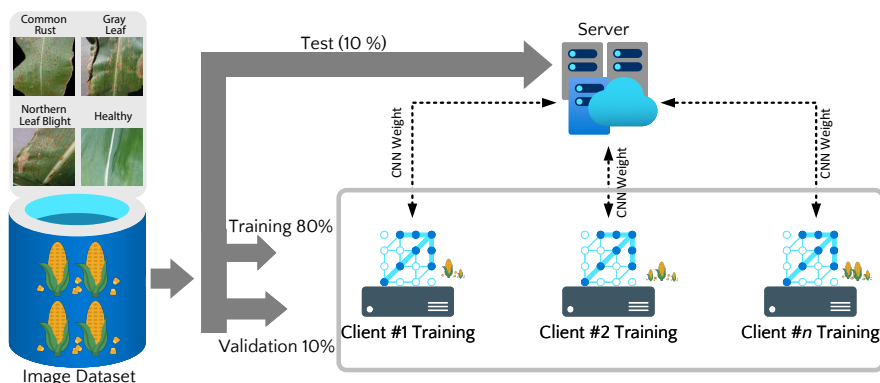 Common
Rust
Gray
Leaf
Northern
Leaf Blight
Healthy
Image Dataset
Test (10 %)
Training 80%
Validation 10%
Server
CNN Weight
CNN Weight
CNN Weight
Client #1 Training
Client #2 Training
Client #n Training